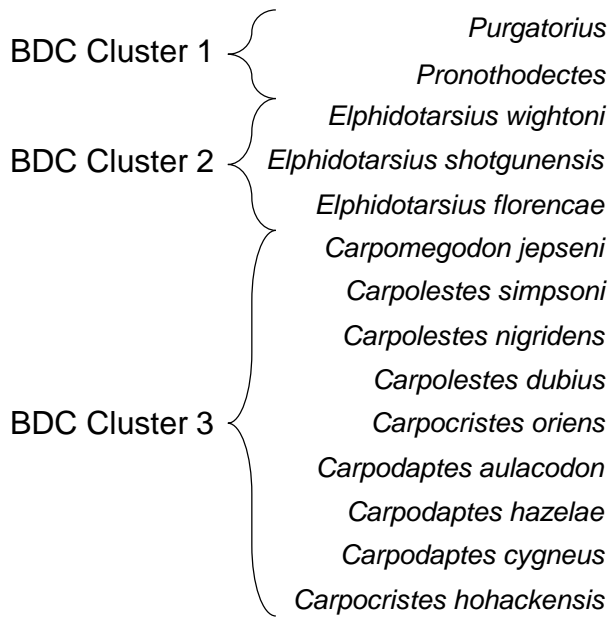 BDC Cluster 1
Purgatorius
Pronothodectes
BDC Cluster 2
Elphidotarsius wightoni
Elphidotarsius shotgunensis
Elphidotarsius florencae
BDC Cluster 3
Carpomegodon jepseni
Carpolestes simpsoni
Carpolestes nigridens
Carpolestes dubius
Carpocristes oriens
Carpodaptes aulacodon
Carpodaptes hazelae
Carpodaptes cygneus
Carpocristes hohackensis